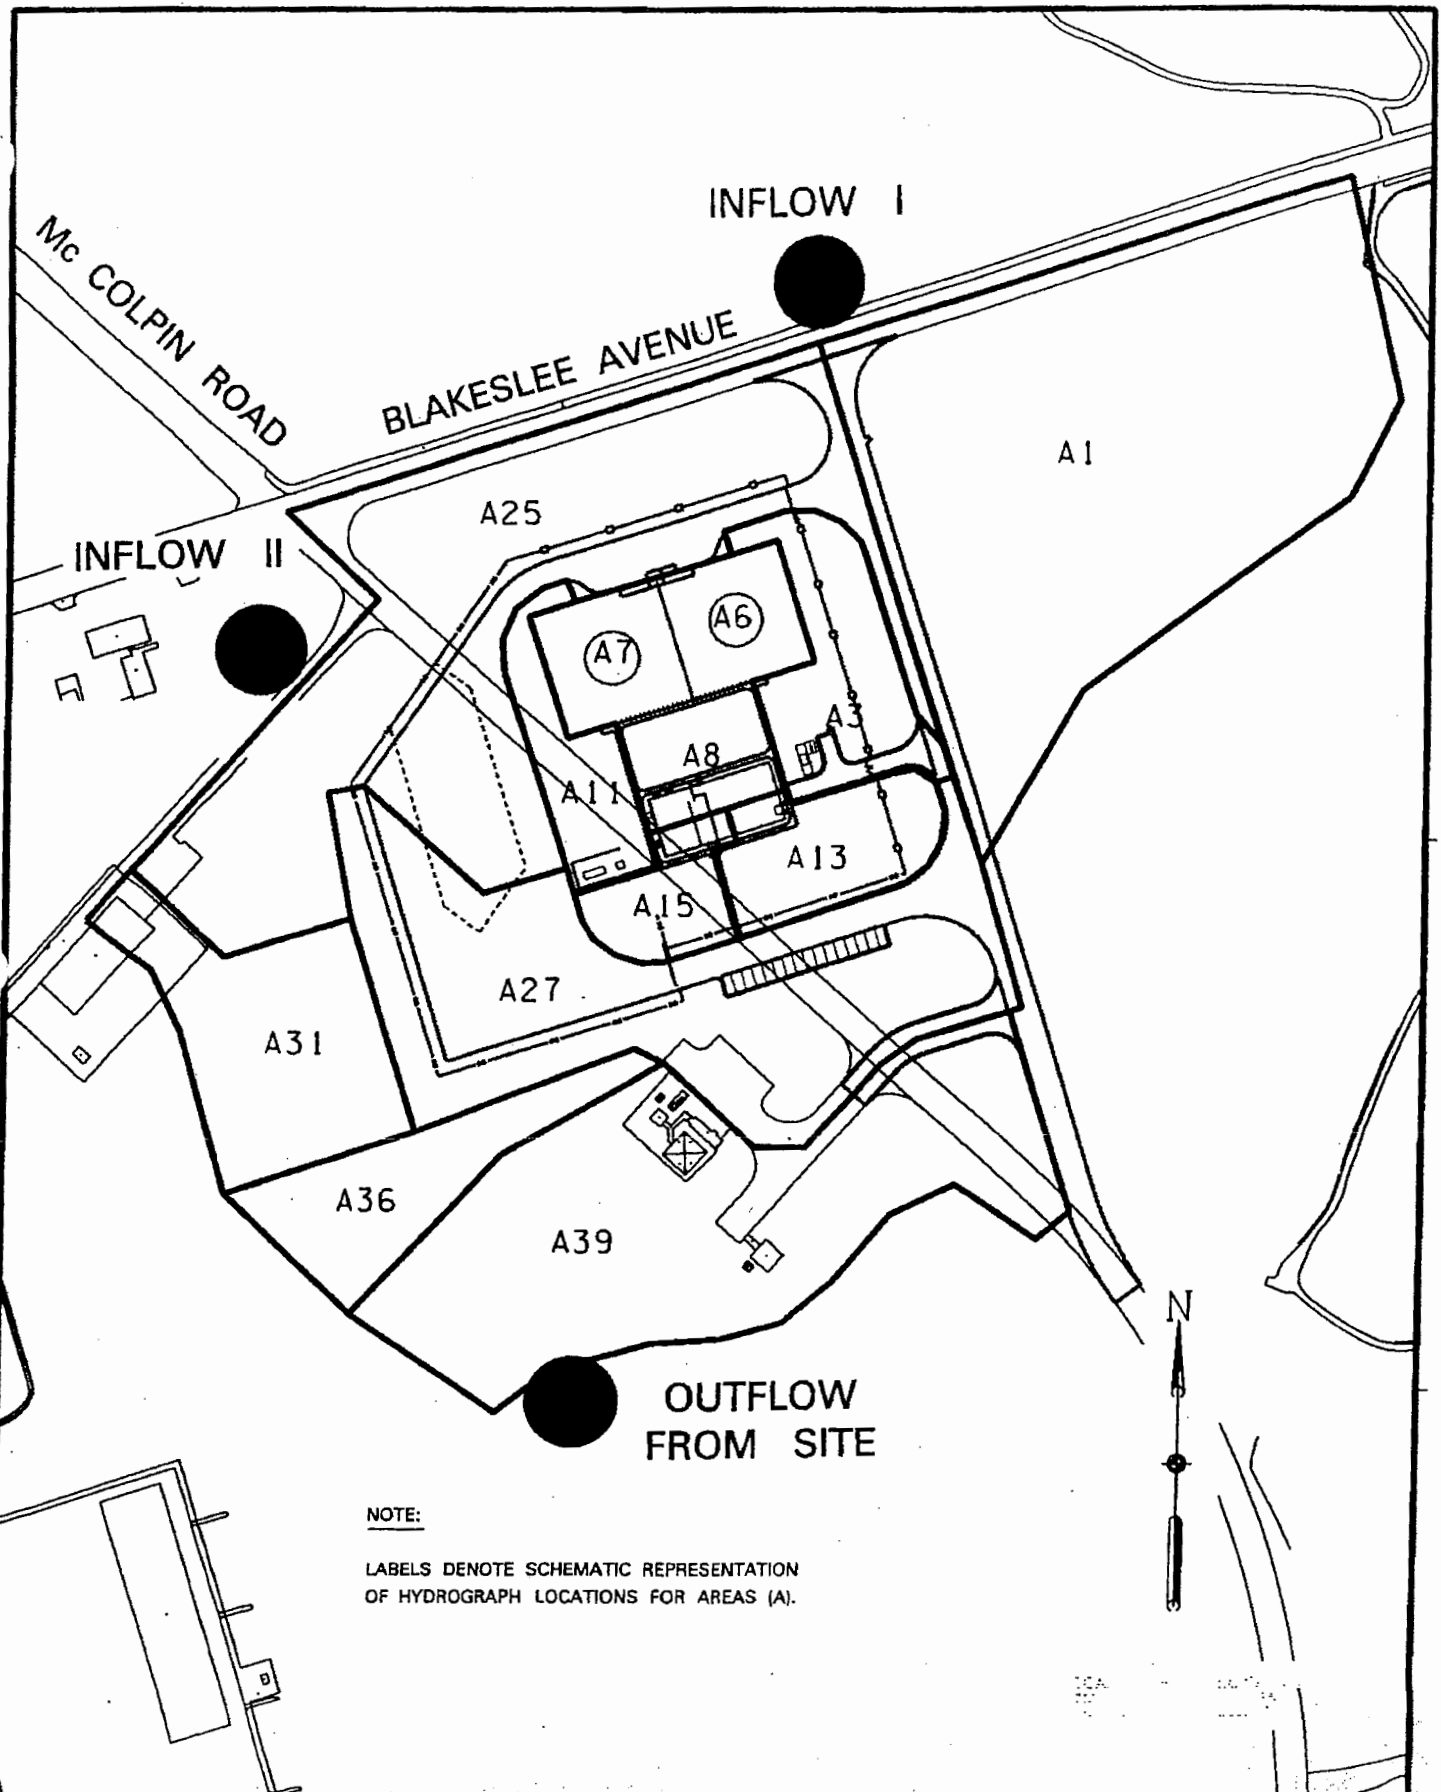 INFLOW I
Mc COLPIN ROAD
BLAKESLEE AVENUE
A1
A25
INFLOW II
A6
A7
A3
A8
A11
A13
A15
A27
A31
A36
A39
N
OUTFLOW
FROM SITE
NOTE:
LABELS DENOTE SCHEMATIC REPRESENTATION
OF HYDROGRAPH LOCATIONS FOR AREAS (A).